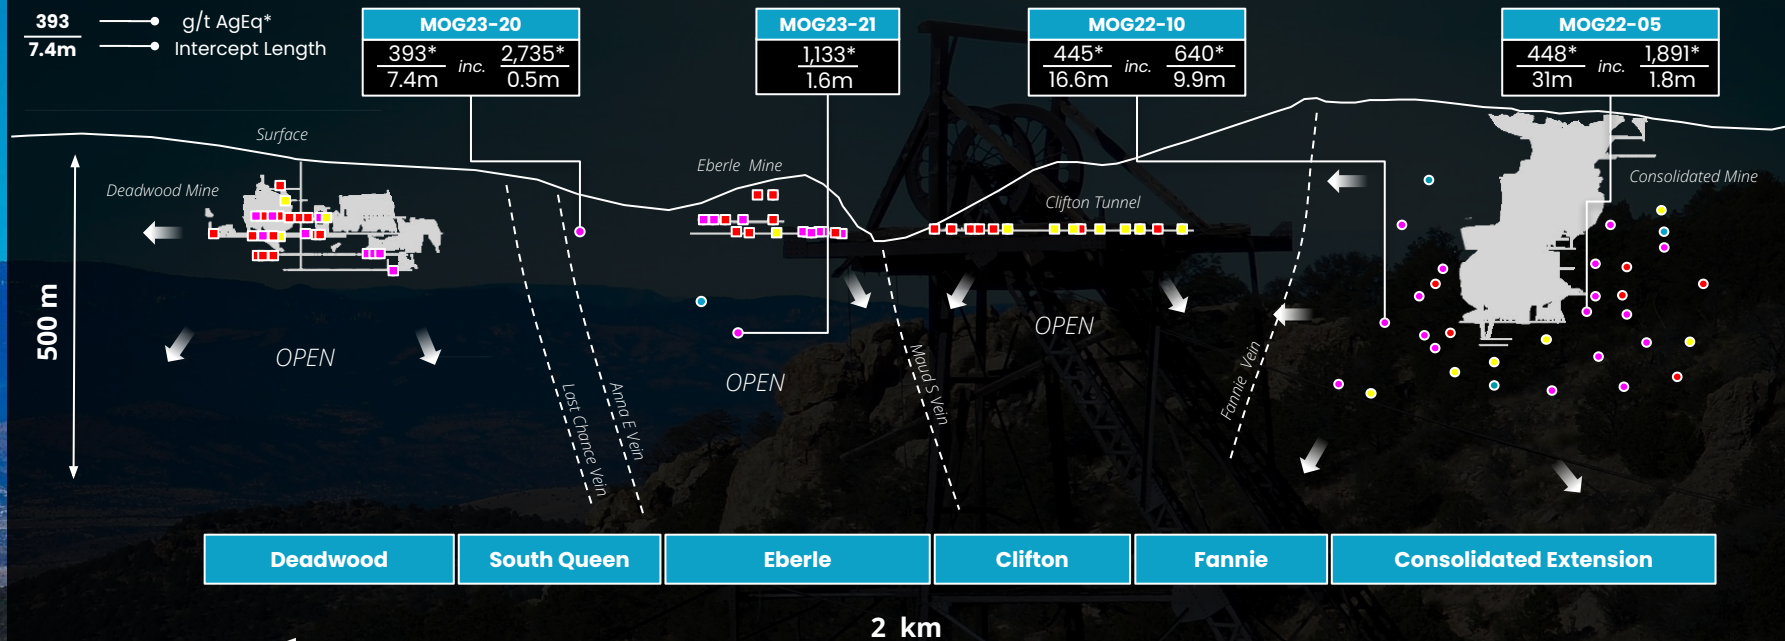 393
7.4m
g/t AgEq*
Intercept Length
MOG23-20
393*
7.4m
inc.
2,735*
0.5m
MOG23-21
1,133*
1.6m
MOG22-10
445*
16.6m
inc.
640*
9.9m
MOG22-05
448*
31m
inc.
1,891*
1.8m
Surface
Deadwood Mine
Eberle Mine
Clifton Tunnel
Consolidated Mine
500 m
OPEN
OPEN
OPEN
Last Chance Vein
Anna E Vein
Maud S Vein
Fannie Vein
Deadwood
South Queen
Eberle
Clifton
Fannie
Consolidated Extension
2 km